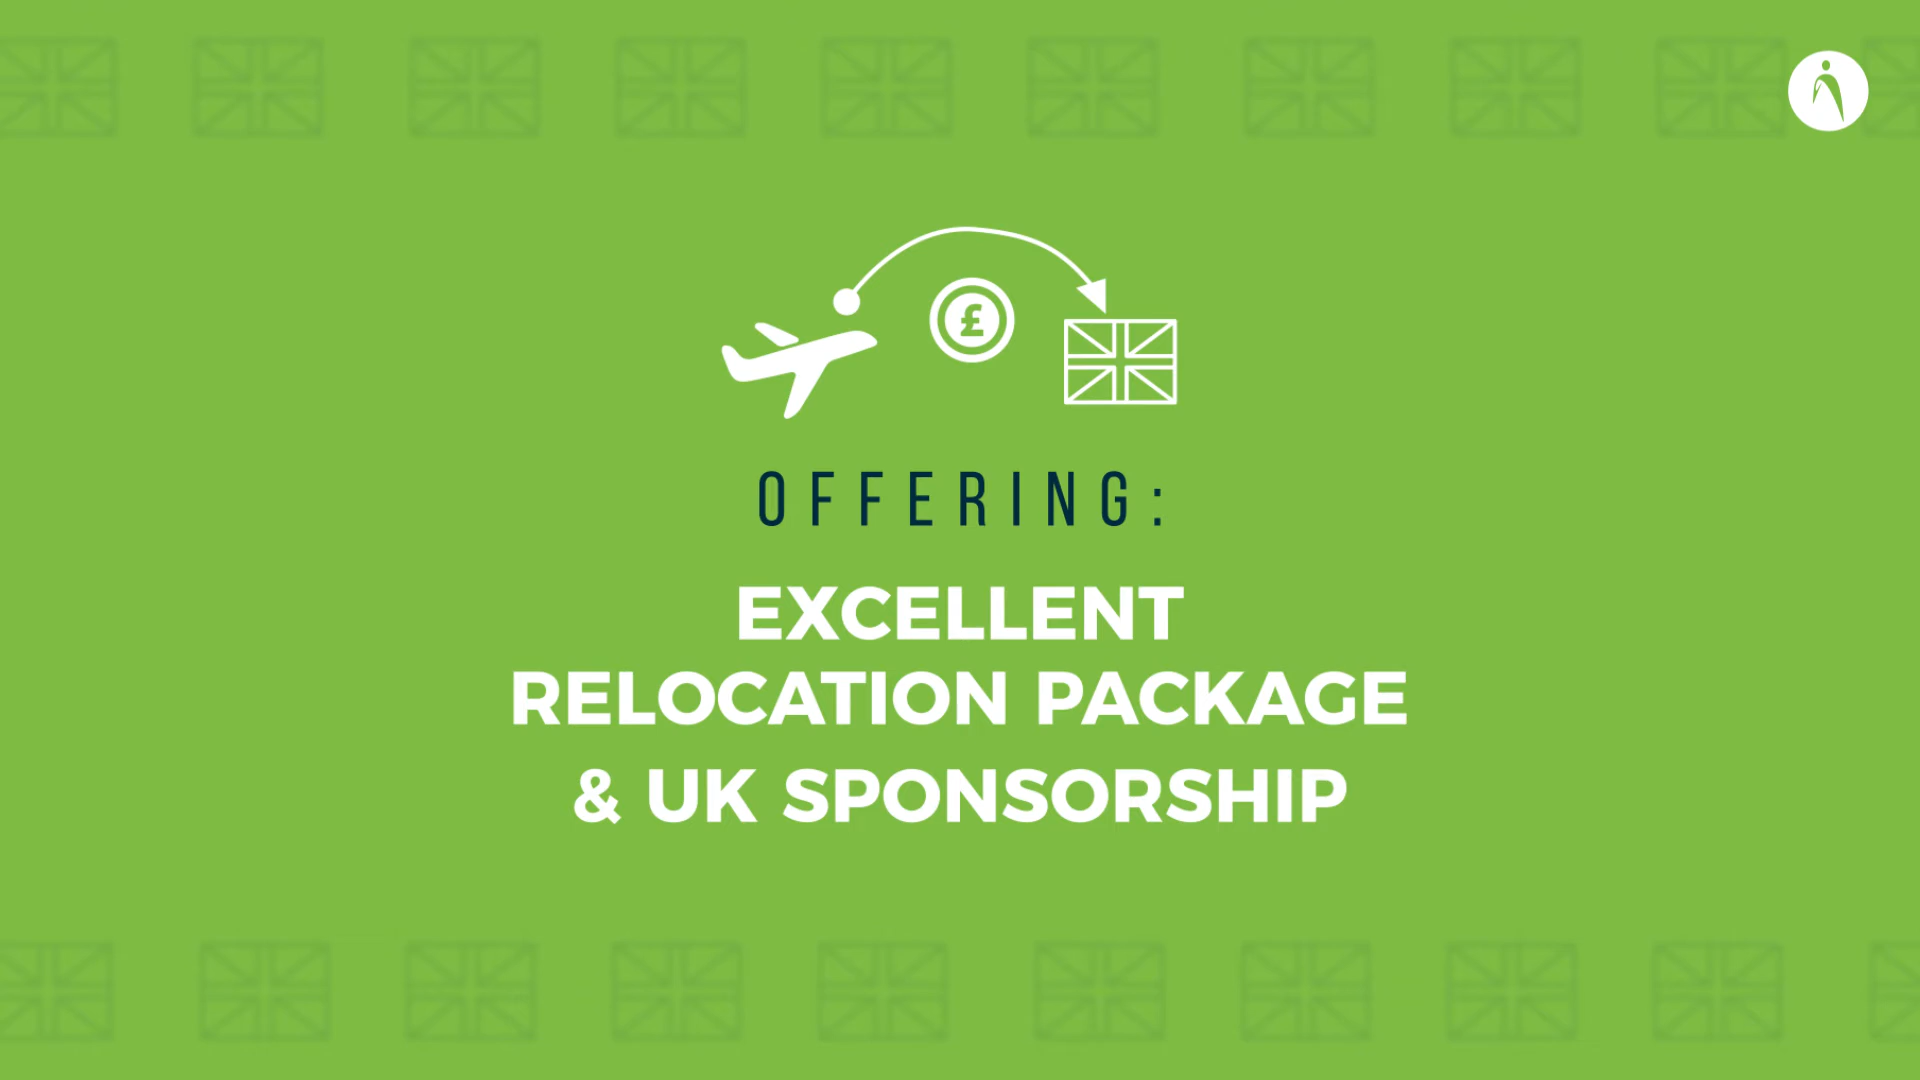 £
OFFERING:
EXCELLENT
RELOCATION PACKAGE
& UK SPONSORSHIP